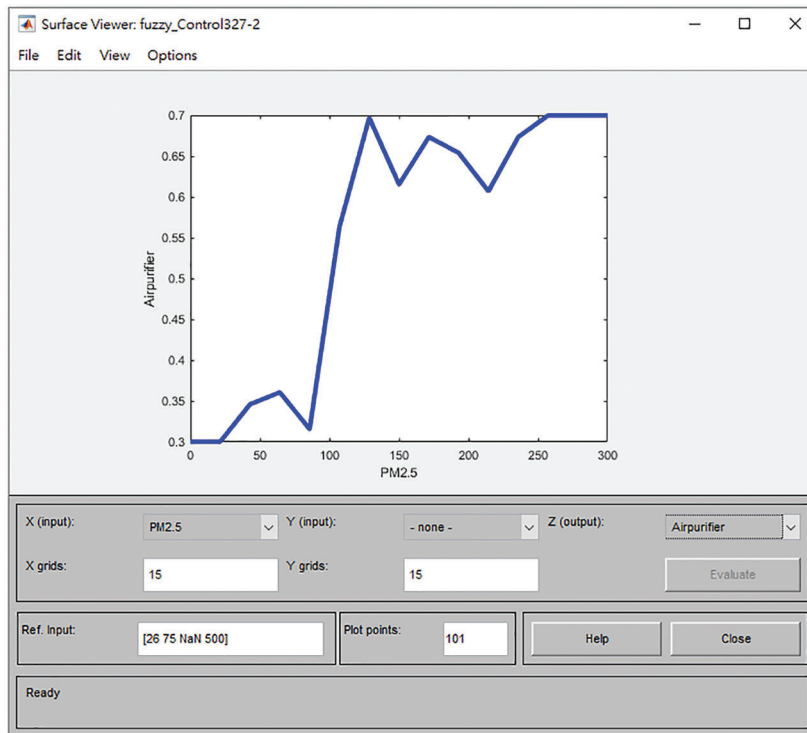 Surface Viewer: fuzzy_Control327-2
File Edit View Options
0.7
0.65
0.6
0.55
0.5
0.45
0.4
0.35
0.3
Airpurifier
0 50 100 150 200 250 300
PM2.5
X (input): PM2.5 Y (input): - none - Z (output): Airpurifier
X grids: 15 Y grids: 15 Evaluate
Ref. Input: [26 75 NaN 500] Plot points: 101 Help Close
Ready